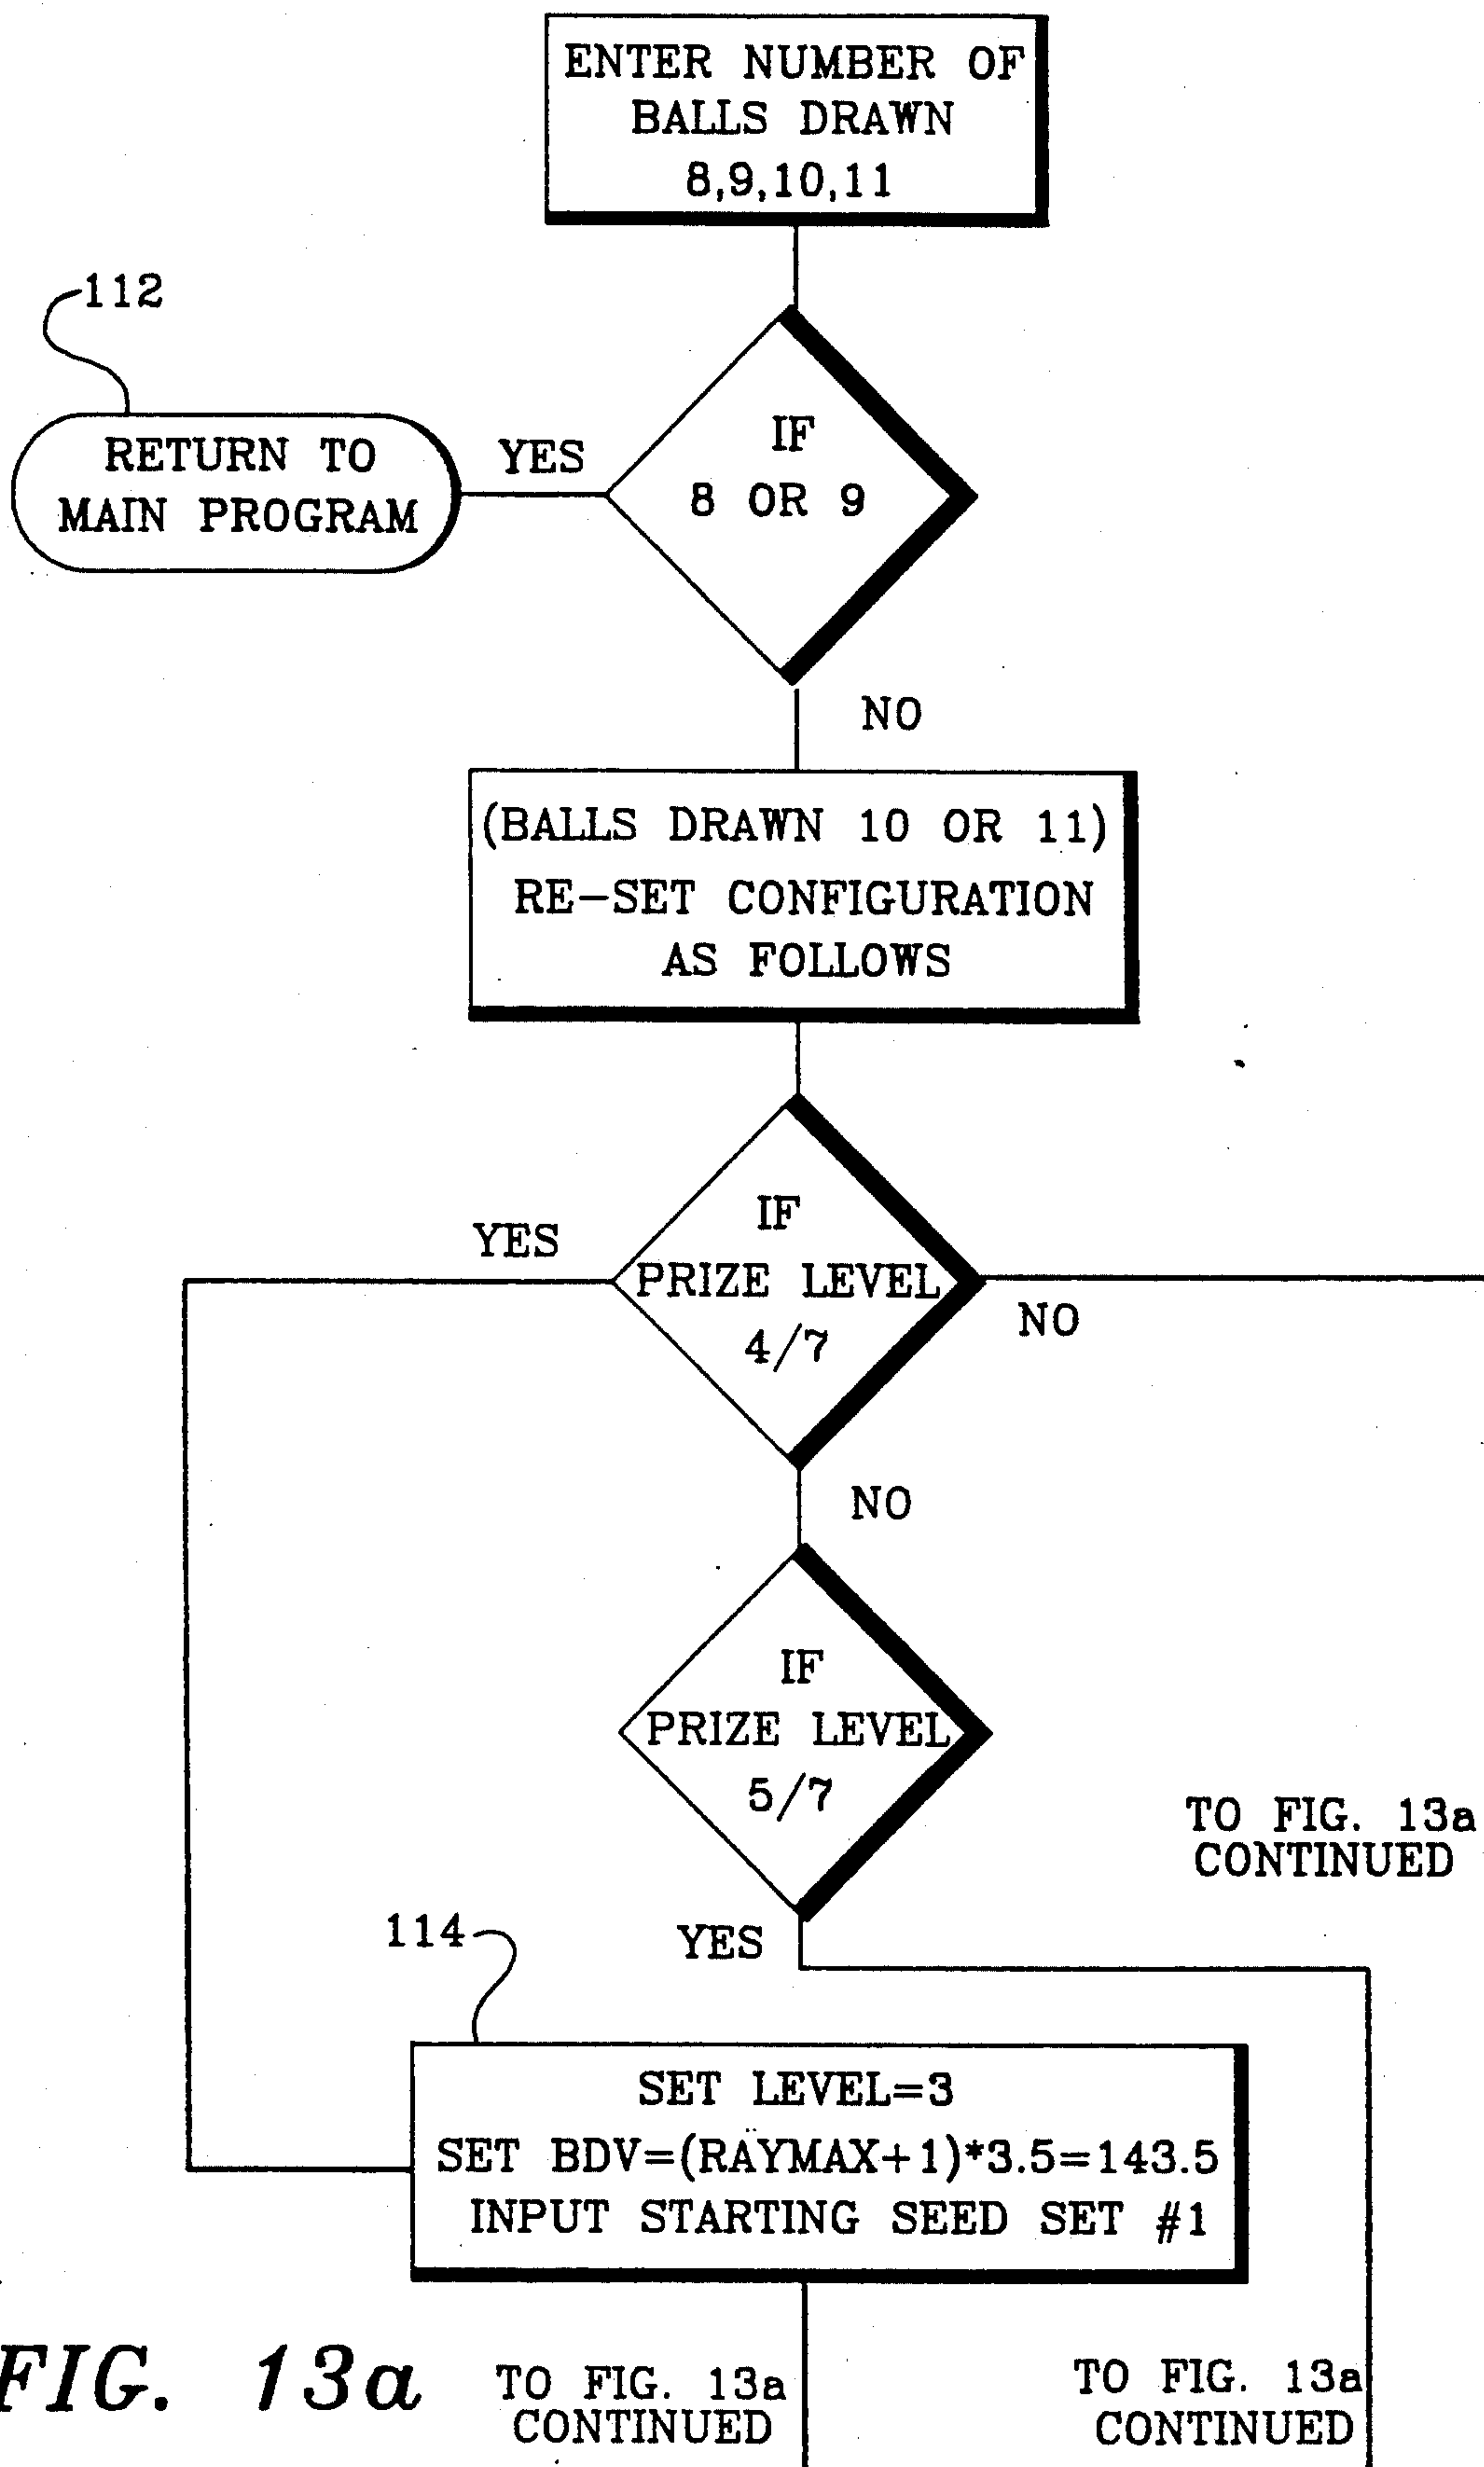 ENTER NUMBER OF
BALLS DRAWN
8,9,10,11
112
RETURN TO
MAIN PROGRAM
YES
IF
8 OR 9
NO
(BALLS DRAWN 10 OR 11)
RE-SET CONFIGURATION
AS FOLLOWS
YES
IF
PRIZE LEVEL
4/7
NO
NO
IF
PRIZE LEVEL
5/7
TO FIG. 13a
CONTINUED
YES
114
SET LEVEL=3
SET BDV=(RAYMAX+1)*3.5=143.5
INPUT STARTING SEED SET #1
FIG. 13a
TO FIG. 13a
CONTINUED
TO FIG. 13a
CONTINUED